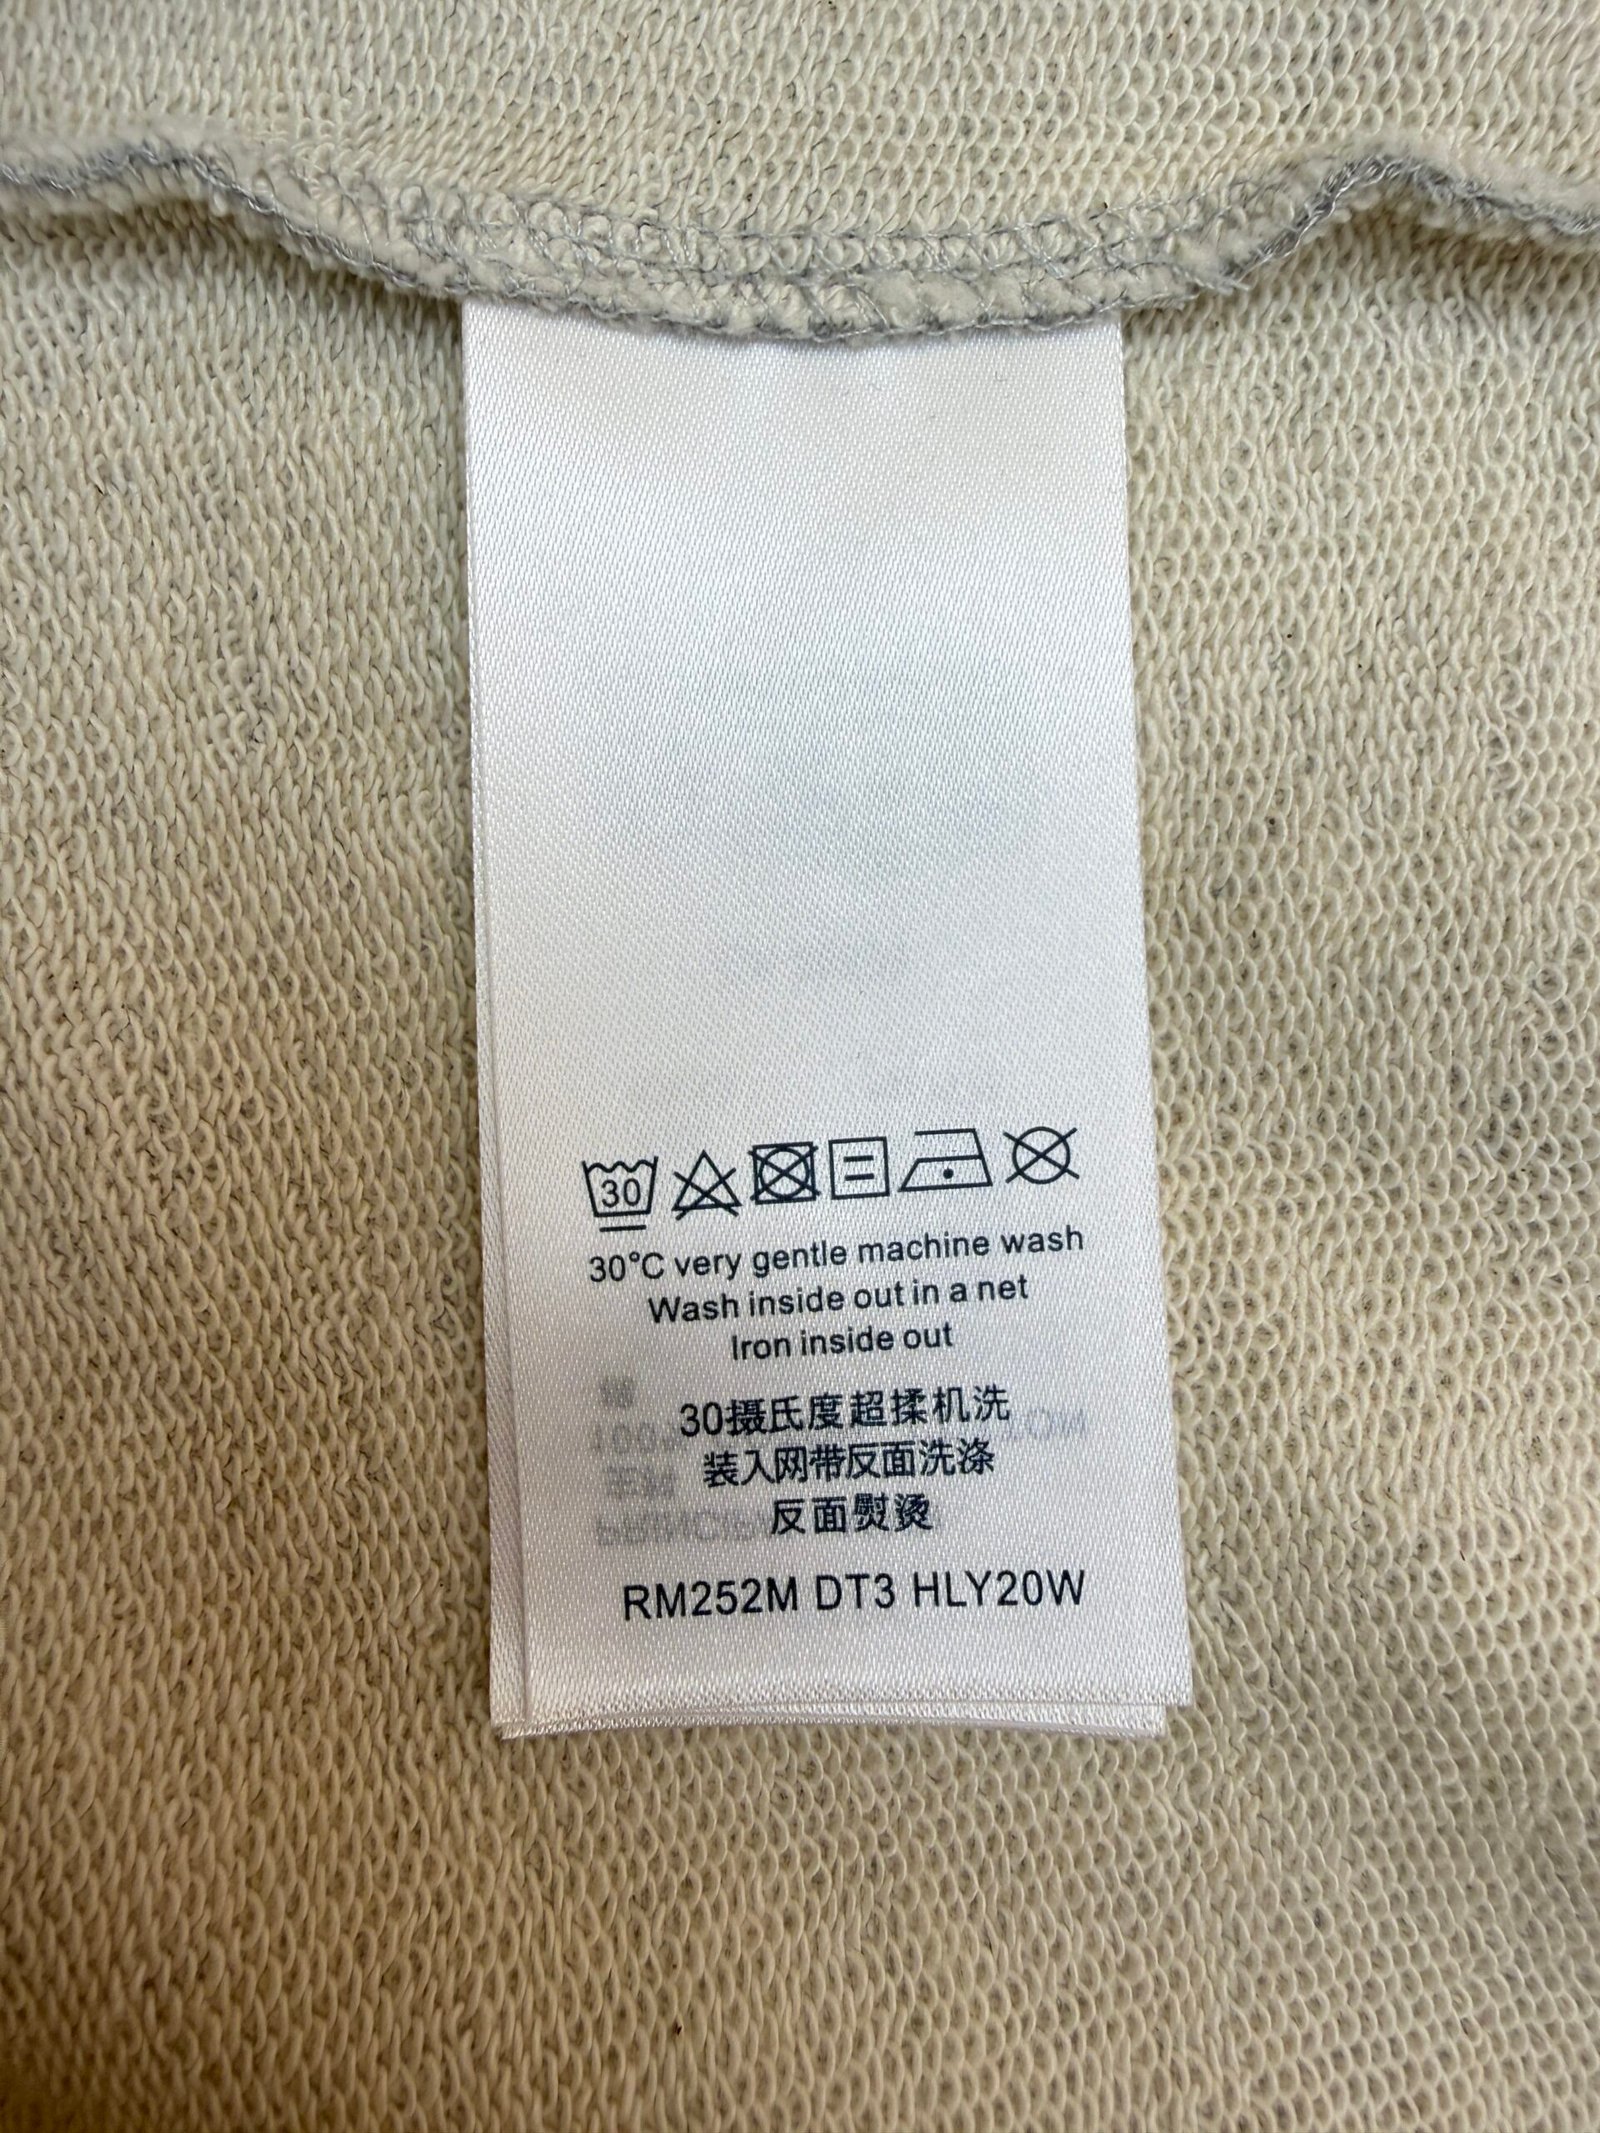 30
30°C very gentle machine wash
Wash inside out in a net
Iron inside out
30摄氏度超揉机洗
装入网带反面洗涤
反面熨烫
RM252M DT3 HLY20W